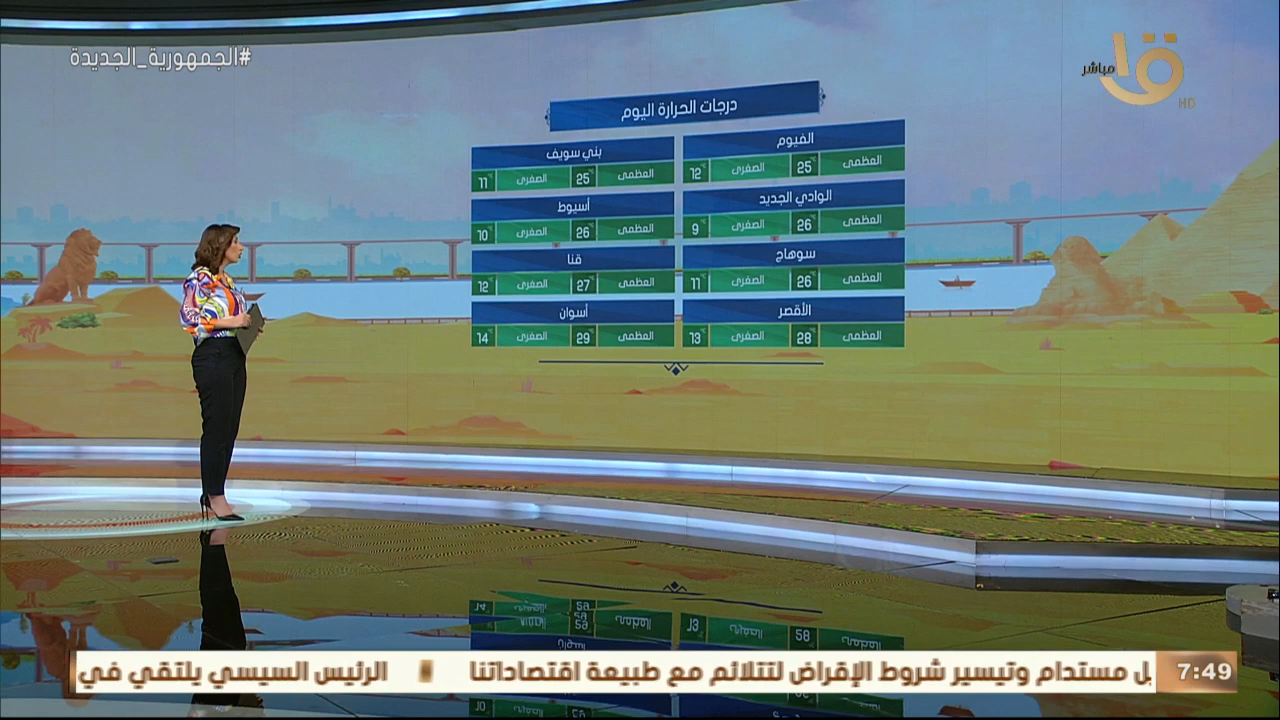 #الجمهورية_الجديدة
مباشر
HD
درجات الحرارة اليوم
الفيوم
العظمى 25° الصغرى 12°
بني سويف
العظمى 25° الصغرى 11°
الوادي الجديد
العظمى 26° الصغرى 9°
أسيوط
العظمى 26° الصغرى 10°
سوهاج
العظمى 26° الصغرى 11°
قنا
العظمى 27° الصغرى 12°
الأقصر
العظمى 28° الصغرى 13°
أسوان
العظمى 29° الصغرى 14°
7:49
مستدام وتيسير شروط الإقراض لتتلائم مع طبيعة اقتصاداتنا الرئيس السيسي يلتقي في